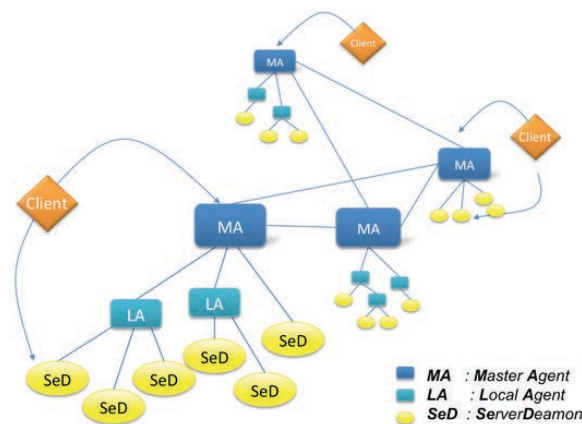 Client
MA
Client
MA
Client
MA
MA
LA
LA
SeD
SeD
SeD
SeD
SeD
SeD
MA : Master Agent
LA : Local Agent
SeD : ServerDeamon